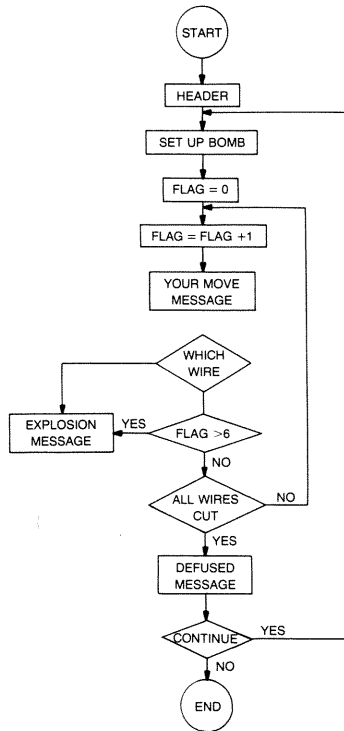 START
HEADER
SET UP BOMB
FLAG = 0
FLAG = FLAG +1
YOUR MOVE
MESSAGE
WHICH
WIRE
EXPLOSION
MESSAGE
YES
FLAG >6
NO
ALL WIRES
CUT
NO
YES
DEFUSED
MESSAGE
CONTINUE
YES
NO
END